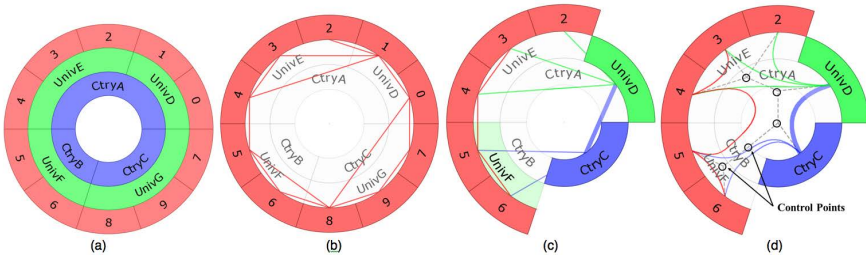 2
3
1
UnivE
UnivD
4
CtryA
0
5
CtryB
CtryC
7
UnivF
UnivG
6
9
8
(a)
2
3
1
UnivE
UnivD
CtryA
4
0
5
CtryB
CtryC
7
UnivF
UnivG
6
9
8
(b)
2
3
UnivE
UnivD
CtryA
4
5
CtryB
CtryC
UnivF
6
(c)
2
3
UnivE
UnivD
CtryA
4
5
CtryB
CtryC
UnivF
6
Control Points
(d)